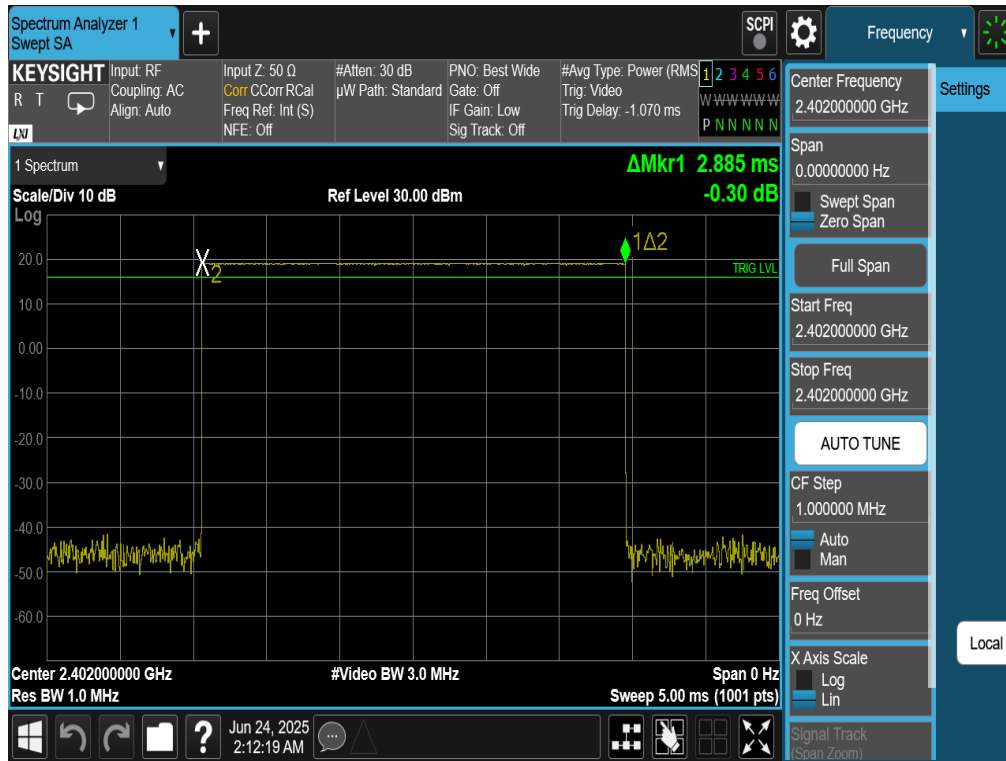 Spectrum Analyzer 1
Swept SA
+
SCPI
Frequency
KEYSIGHT
R T
LXI
Input: RF
Coupling: AC
Align: Auto
Input Z: 50 Ω
Corr CCorr RCal
Freq Ref: Int (S)
NFE: Off
#Atten: 30 dB
µW Path: Standard
PNO: Best Wide
Gate: Off
IF Gain: Low
Sig Track: Off
#Avg Type: Power (RMS
Trig: Video
Trig Delay: -1.070 ms
1 2 3 4 5 6
W W W W W W
P N N N N N
1 Spectrum
ΔMkr1 2.885 ms
-0.30 dB
Scale/Div 10 dB
Ref Level 30.00 dBm
Log
20.0
10.0
0.00
-10.0
-20.0
-30.0
-40.0
-50.0
-60.0
X
2
1Δ2
TRIG LVL
Center 2.402000000 GHz
#Video BW 3.0 MHz
Span 0 Hz
Res BW 1.0 MHz
Sweep 5.00 ms (1001 pts)
Center Frequency
2.402000000 GHz
Span
0.00000000 Hz
Swept Span
Zero Span
Full Span
Start Freq
2.402000000 GHz
Stop Freq
2.402000000 GHz
AUTO TUNE
CF Step
1.000000 MHz
Auto
Man
Freq Offset
0 Hz
X Axis Scale
Log
Lin
Signal Track
(Span Zoom)
Settings
Local
?
Jun 24, 2025
2:12:19 AM